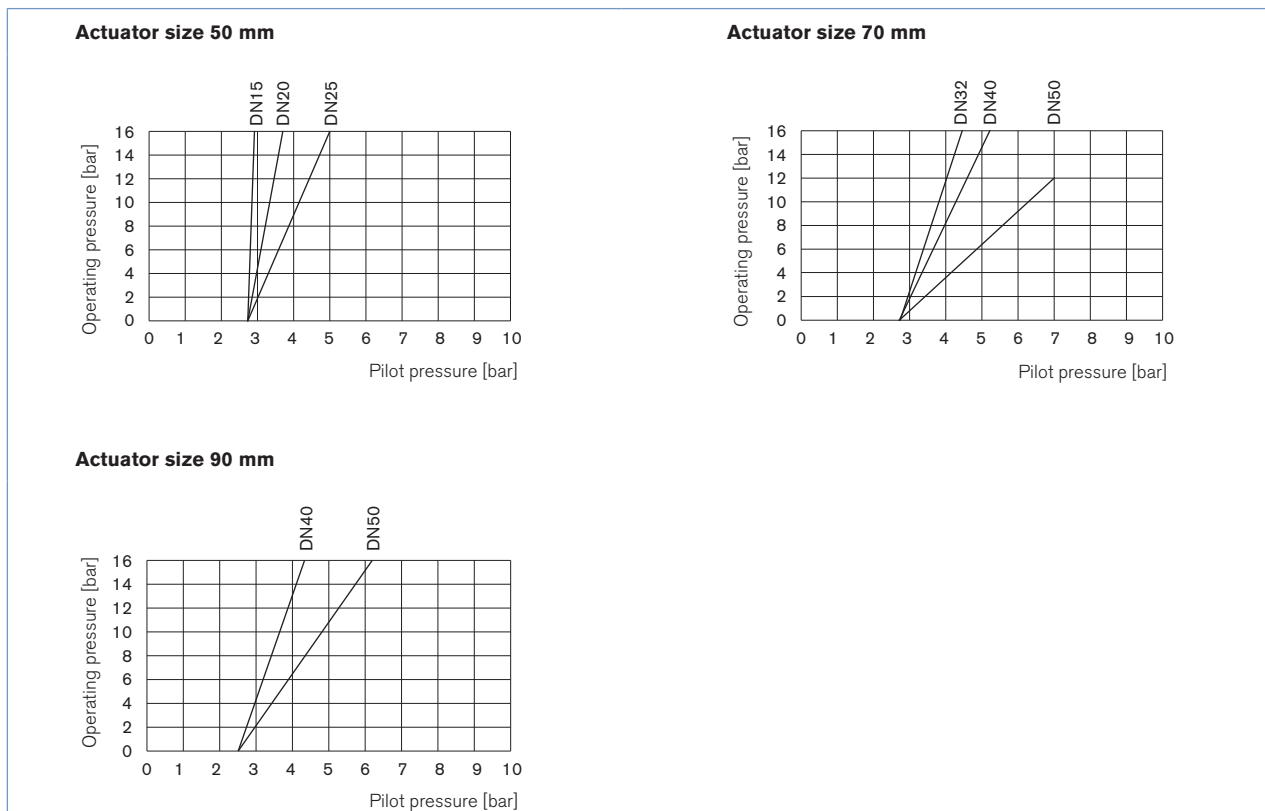 Actuator size 50 mm
DN15
DN20
DN25
16
14
12
10
8
6
4
2
0
Operating pressure [bar]
0 1 2 3 4 5 6 7 8 9 10
Pilot pressure [bar]
Actuator size 70 mm
DN32
DN40
DN50
16
14
12
10
8
6
4
2
0
Operating pressure [bar]
0 1 2 3 4 5 6 7 8 9 10
Pilot pressure [bar]
Actuator size 90 mm
DN40
DN50
16
14
12
10
8
6
4
2
0
Operating pressure [bar]
0 1 2 3 4 5 6 7 8 9 10
Pilot pressure [bar]